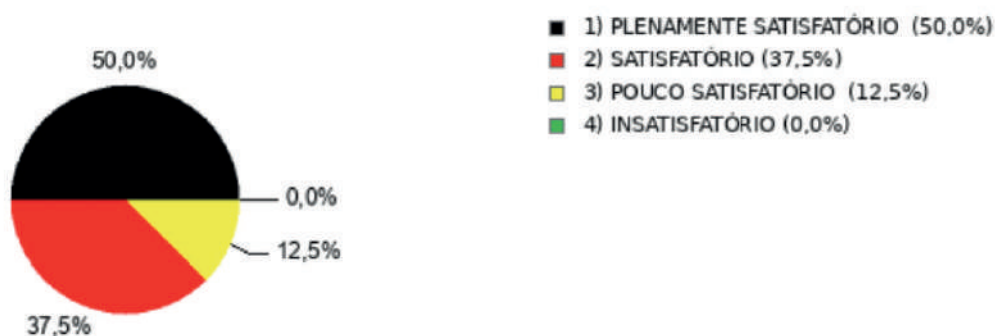 1) PLENAMENTE SATISFATÓRIO (50,0%)
2) SATISFATÓRIO (37,5%)
3) POUCO SATISFATÓRIO (12,5%)
4) INSATISFATÓRIO (0,0%)
50,0%
0,0%
12,5%
37,5%